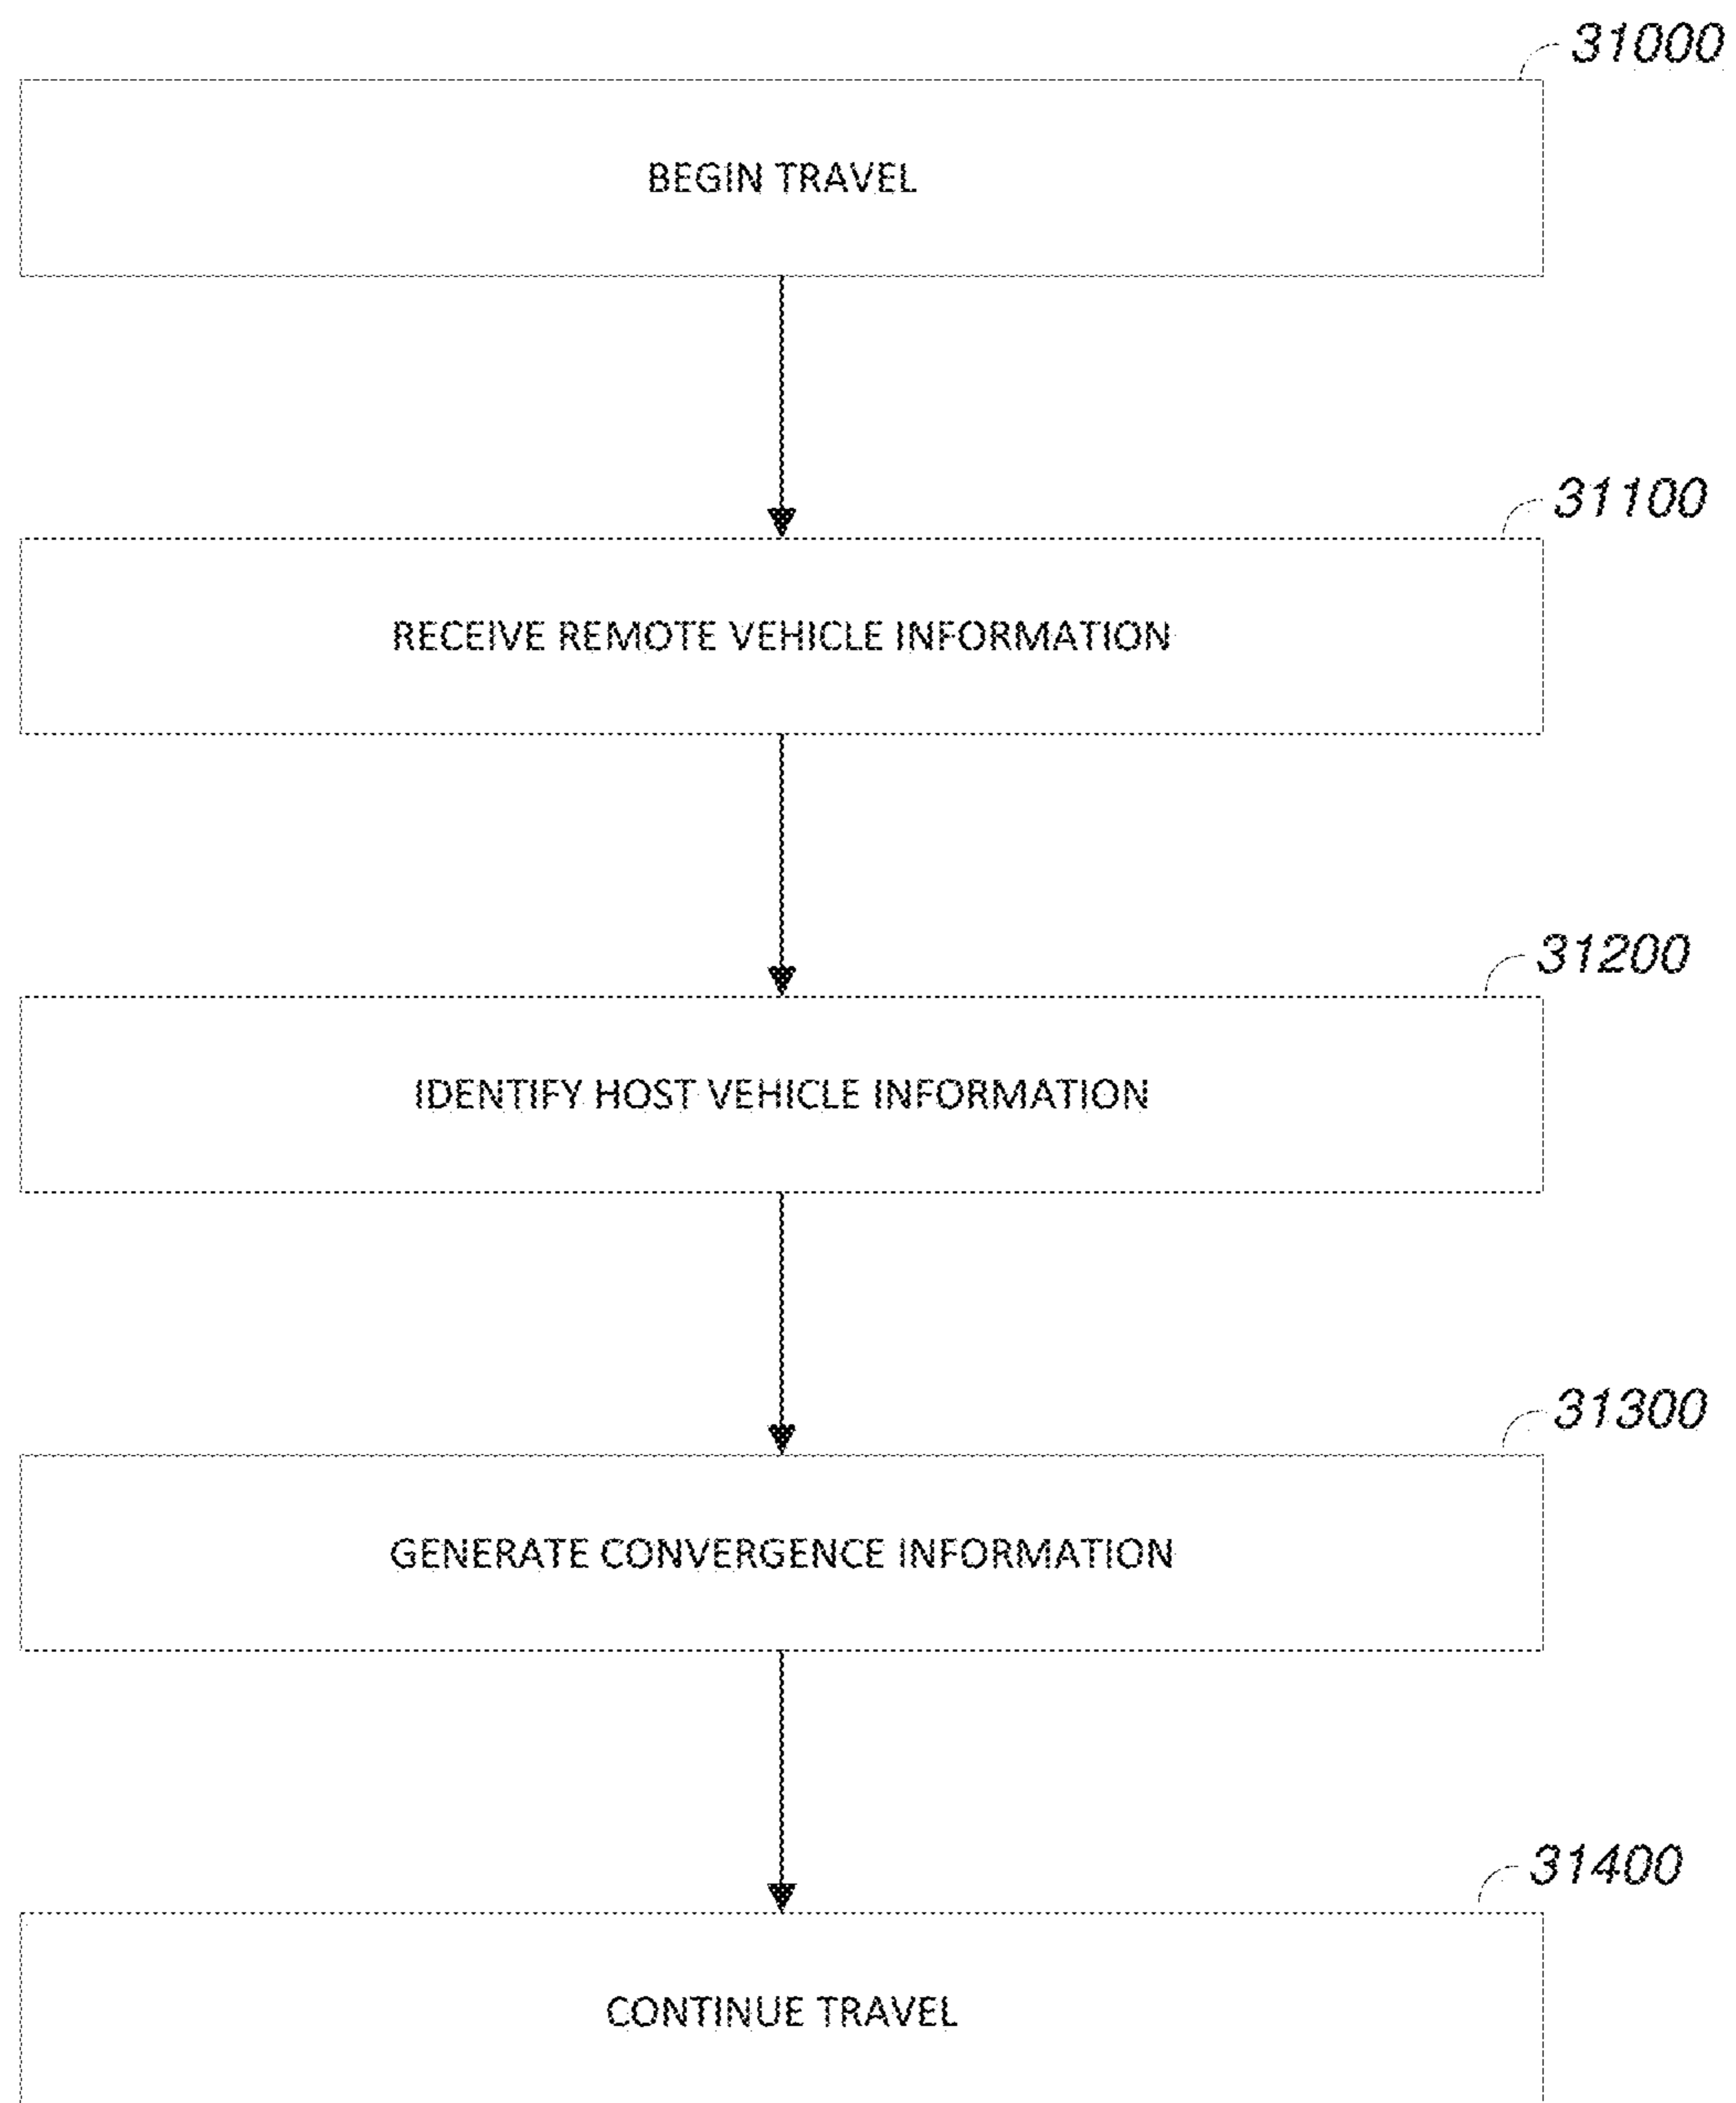 31000
BEGIN TRAVEL
31100
RECEIVE REMOTE VEHICLE INFORMATION
31200
IDENTIFY HOST VEHICLE INFORMATION
31300
GENERATE CONVERGENCE INFORMATION
31400
CONTINUE TRAVEL